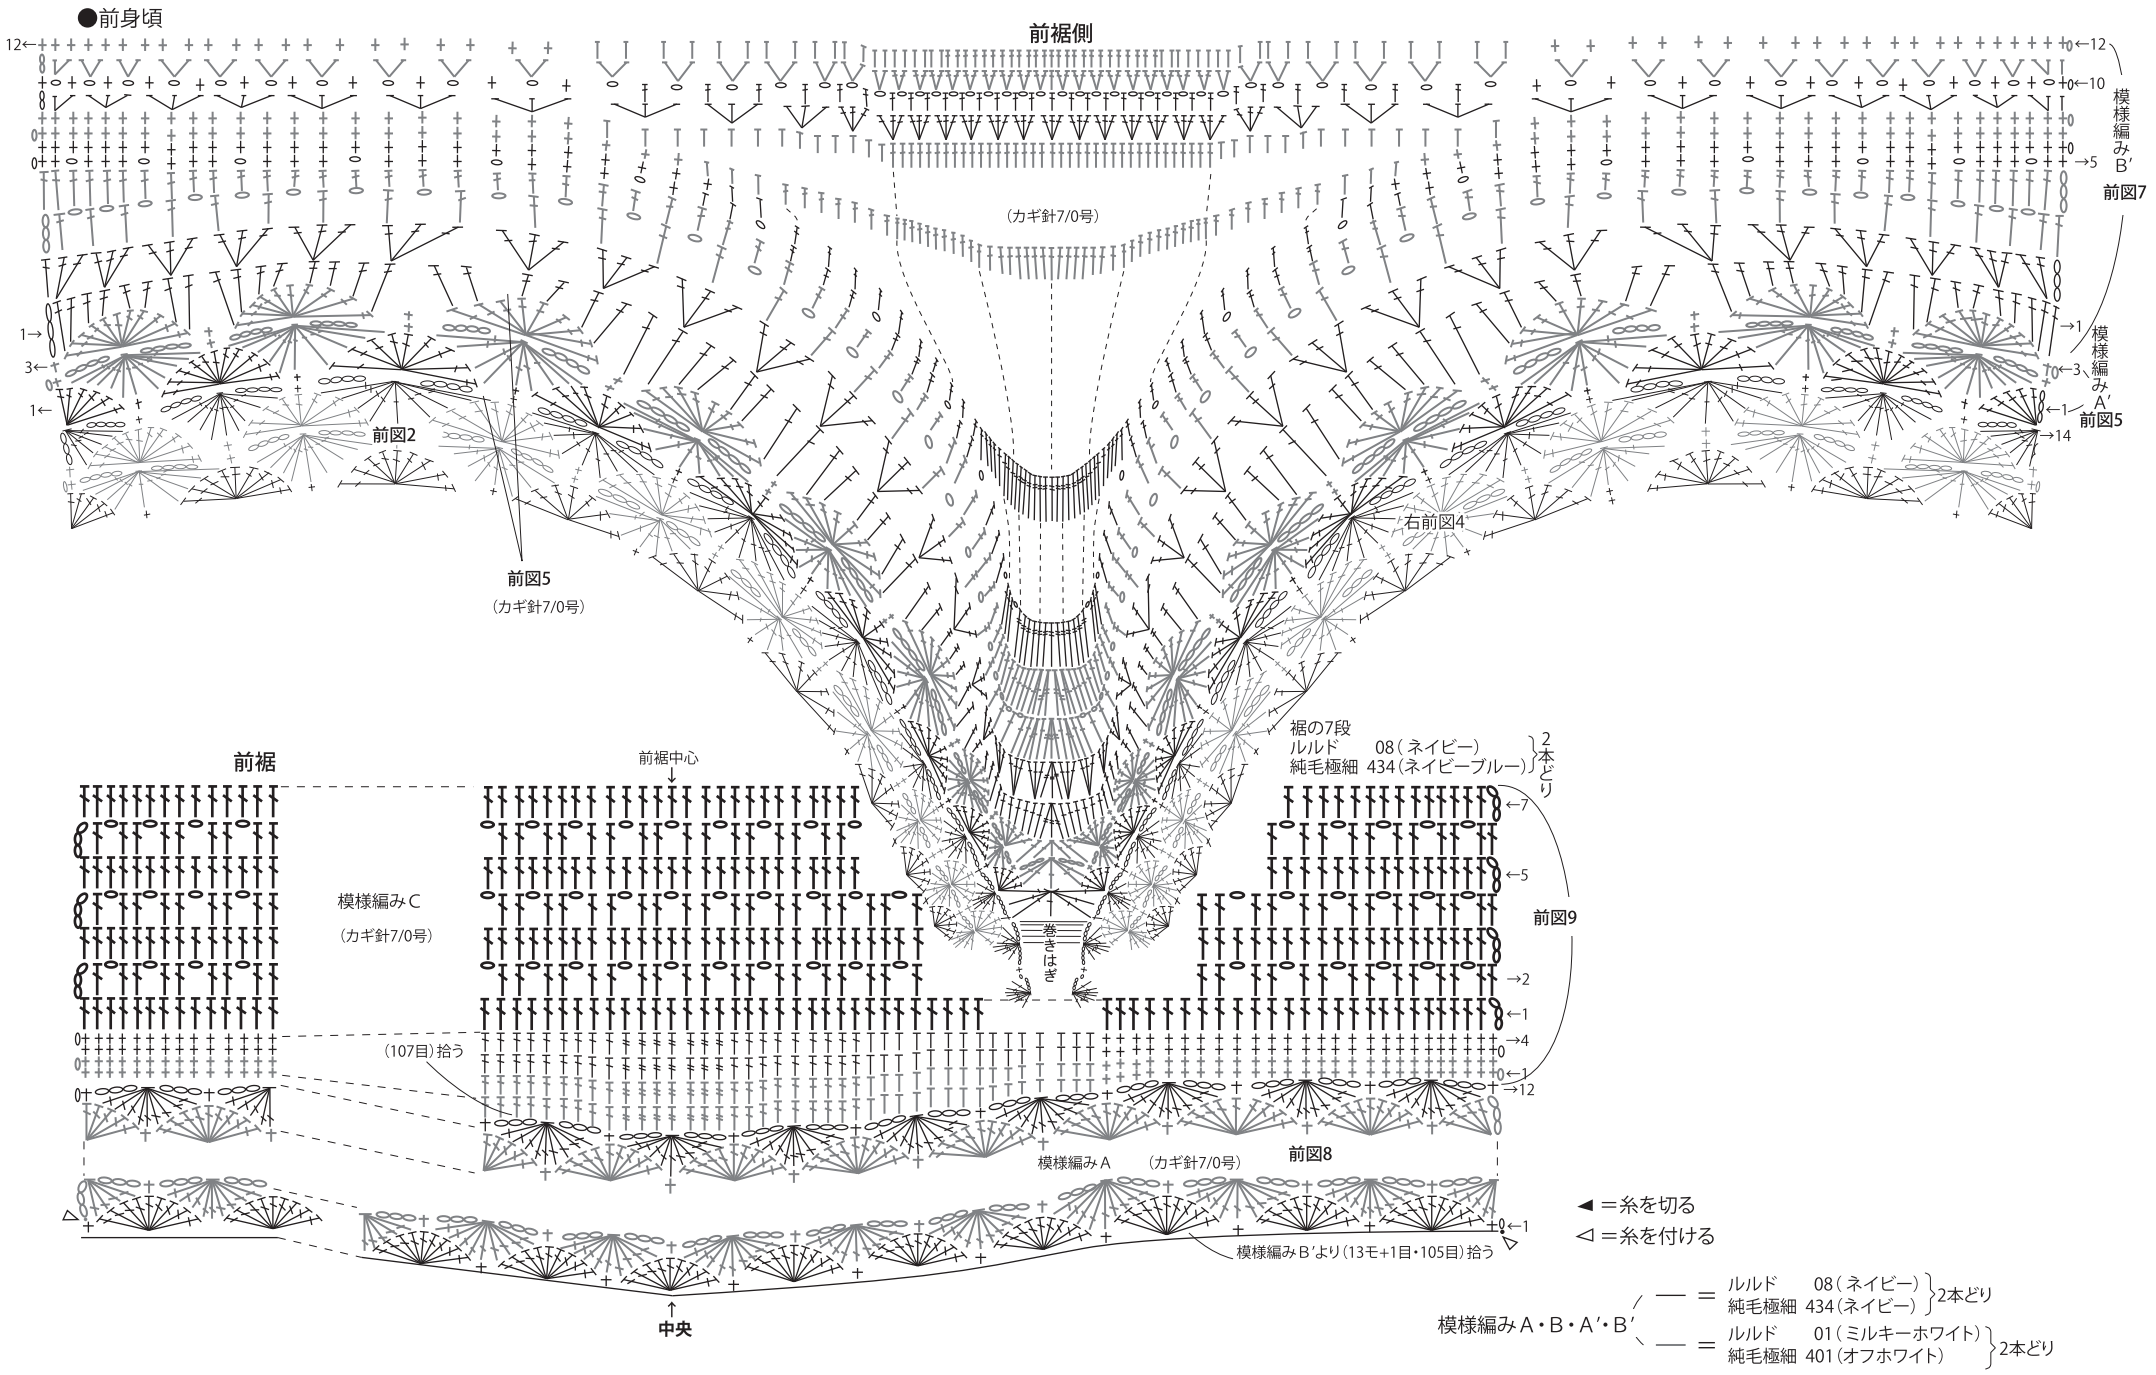 ●前身頃
前裾側
12←
←12
←10
模様編みB′
→5
前図7
(カギ針7/0号)
1→
→1
3←
←3
模様編みA′
1←
←1
前図5
→14
前図2
右前図4
前図5
(カギ針7/0号)
裾の7段
ルルド 08(ネイビー)
純毛極細 434(ネイビーブルー)
2本どり
前裾
前裾中心
↓
←7
←5
模様編みC
(カギ針7/0号)
前図9
巻きはぎ
→2
←1
→4
(107目)拾う
←1
→12
模様編みA (カギ針7/0号)
前図8
←1
模様編みB′より(13モ+1目・105目)拾う
↑
中央
◀ =糸を切る
◁ =糸を付ける
模様編みA・B・A′・B′
― = ルルド 08(ネイビー)
純毛極細 434(ネイビー)
2本どり
― = ルルド 01(ミルキーホワイト)
純毛極細 401(オフホワイト)
2本どり